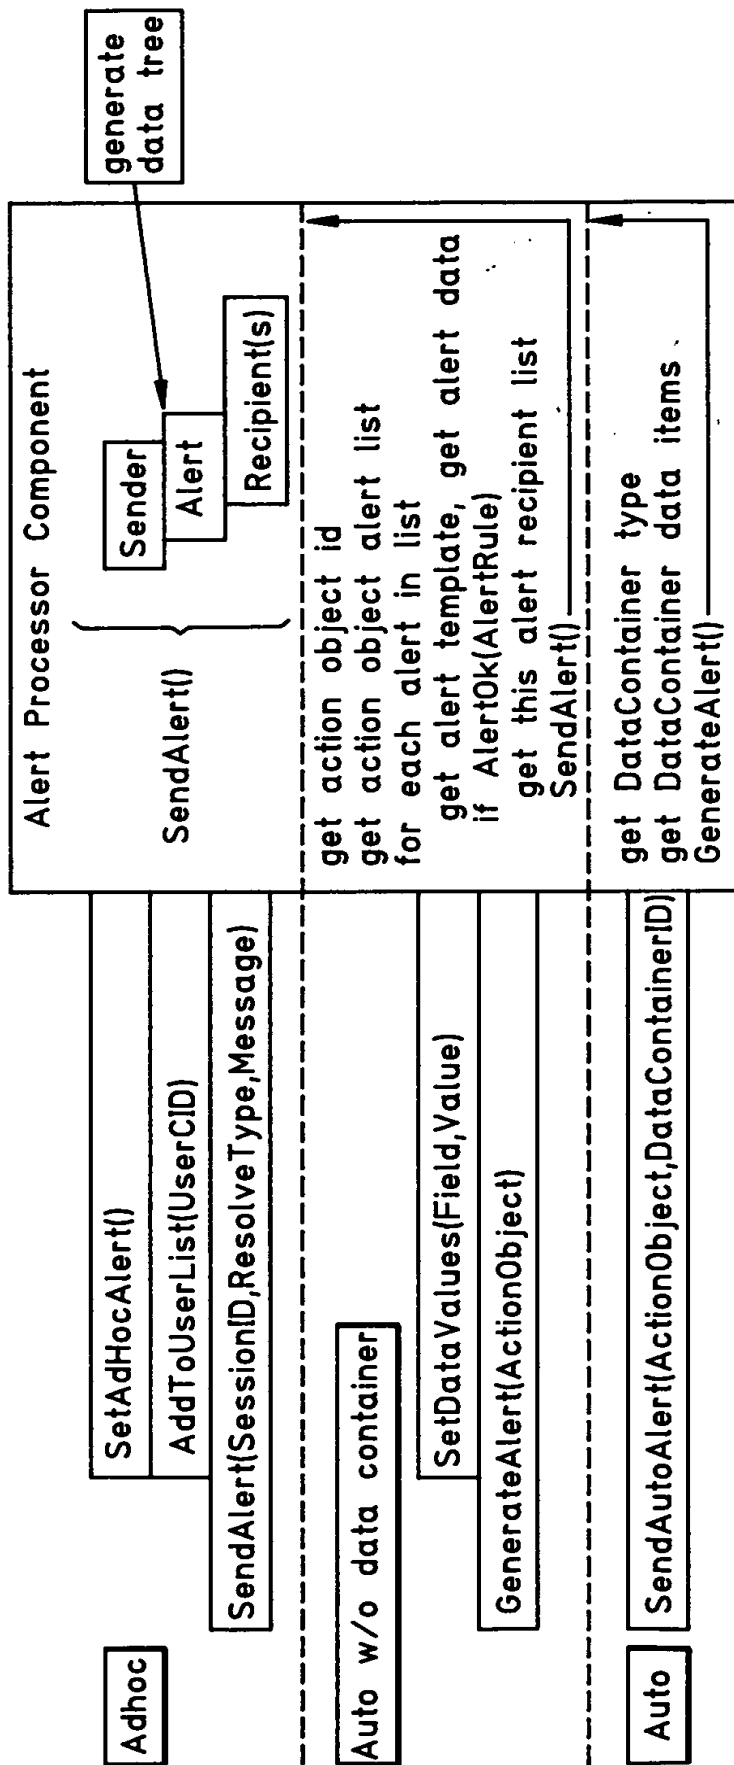 Alert Processor Component
generate
data tree
Adhoc
SetAdHocAlert()
AddToUserList(UserCID)
SendAlert(SessionID,ResolveType,Message)
SendAlert()
Sender
Alert
Recipient(s)
Auto w/o data container
SetDataValues(Field,Value)
GenerateAlert(ActionObject)
get action object id
get action object alert list
for each alert in list
get alert template, get alert data
if AlertOk(AlertRule)
get this alert recipient list
SendAlert()
Auto
SendAutoAlert(ActionObject,DataContainerID)
get DataContainer type
get DataContainer data items
GenerateAlert()